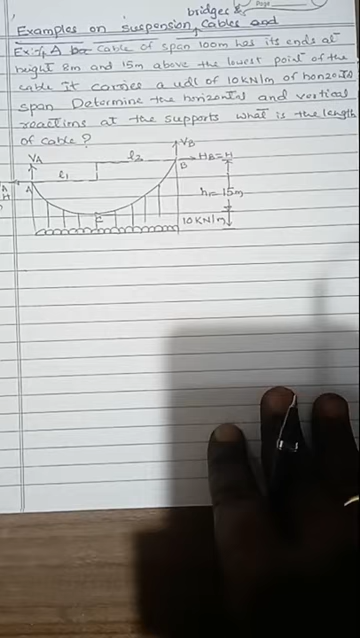 bridges &
Page
Examples on suspension Cables and
Ex:-1 A cable of span 100m has its ends at
height 8m and 15m above the lowest point of the
cable it carries a udl of 10 kN/m of horizontal
span Determine the horizontal and vertical
reactions at the supports what is the length
of cable ?
VA l2 VB
l1 B HB=H
A
H
h=15m
10 KN/m